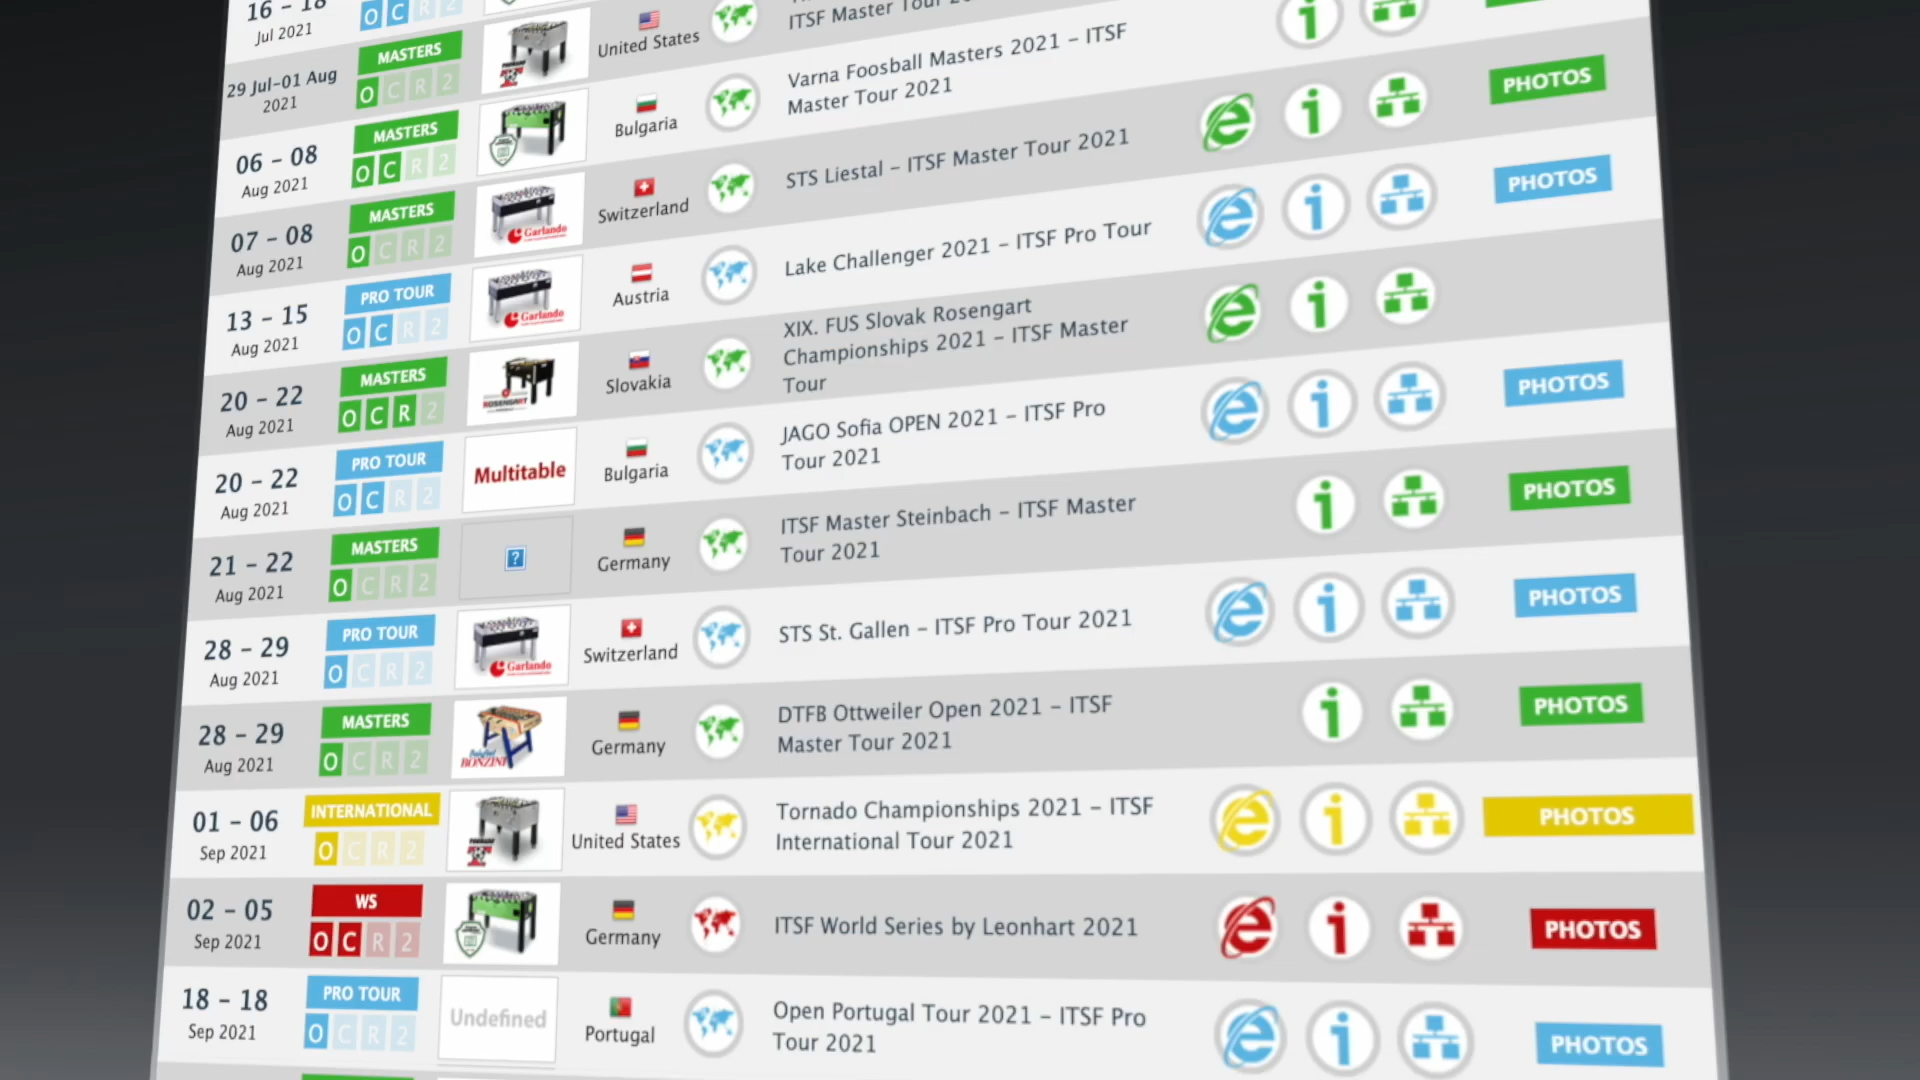 16 – 18
Jul 2021
O C R 2
ITSF Master Tour
29 Jul–01 Aug
2021
MASTERS
O C R 2
United States
06 – 08
Aug 2021
MASTERS
O C R 2
Bulgaria
Varna Foosball Masters 2021 – ITSF
Master Tour 2021
PHOTOS
07 – 08
Aug 2021
MASTERS
O C R 2
Garlando
Switzerland
STS Liestal – ITSF Master Tour 2021
PHOTOS
13 – 15
Aug 2021
PRO TOUR
O C R 2
Garlando
Austria
Lake Challenger 2021 – ITSF Pro Tour
20 – 22
Aug 2021
MASTERS
O C R 2
ROSENGART
Slovakia
XIX. FUS Slovak Rosengart
Championships 2021 – ITSF Master
Tour
20 – 22
Aug 2021
PRO TOUR
O C R 2
Multitable
Bulgaria
JAGO Sofia OPEN 2021 – ITSF Pro
Tour 2021
PHOTOS
21 – 22
Aug 2021
MASTERS
O C R 2
?
Germany
ITSF Master Steinbach – ITSF Master
Tour 2021
PHOTOS
28 – 29
Aug 2021
PRO TOUR
O C R 2
Garlando
Switzerland
STS St. Gallen – ITSF Pro Tour 2021
PHOTOS
28 – 29
Aug 2021
MASTERS
O C R 2
BONZINI
Germany
DTFB Ottweiler Open 2021 – ITSF
Master Tour 2021
PHOTOS
01 – 06
Sep 2021
INTERNATIONAL
O C R 2
United States
Tornado Championships 2021 – ITSF
International Tour 2021
PHOTOS
02 – 05
Sep 2021
WS
O C R 2
Germany
ITSF World Series by Leonhart 2021
PHOTOS
18 – 18
Sep 2021
PRO TOUR
O C R 2
Undefined
Portugal
Open Portugal Tour 2021 – ITSF Pro
Tour 2021
PHOTOS